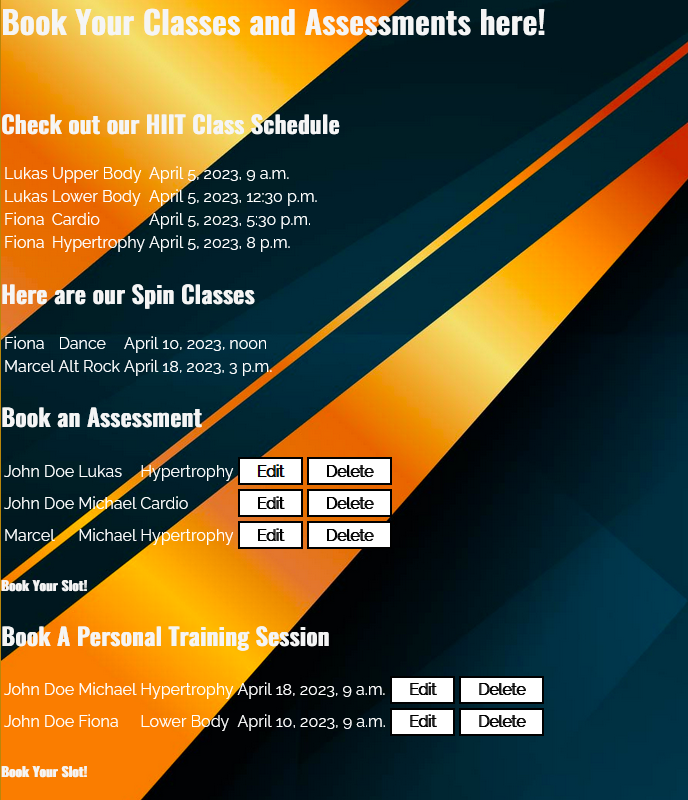 Book Your Classes and Assessments here!
Check out our HIIT Class Schedule
Lukas Upper Body April 5, 2023, 9 a.m.
Lukas Lower Body April 5, 2023, 12:30 p.m.
Fiona Cardio April 5, 2023, 5:30 p.m.
Fiona Hypertrophy April 5, 2023, 8 p.m.
Here are our Spin Classes
Fiona Dance April 10, 2023, noon
Marcel Alt Rock April 18, 2023, 3 p.m.
Book an Assessment
John Doe Lukas Hypertrophy Edit Delete
John Doe Michael Cardio Edit Delete
Marcel Michael Hypertrophy Edit Delete
Book Your Slot!
Book A Personal Training Session
John Doe Michael Hypertrophy April 18, 2023, 9 a.m. Edit Delete
John Doe Fiona Lower Body April 10, 2023, 9 a.m. Edit Delete
Book Your Slot!